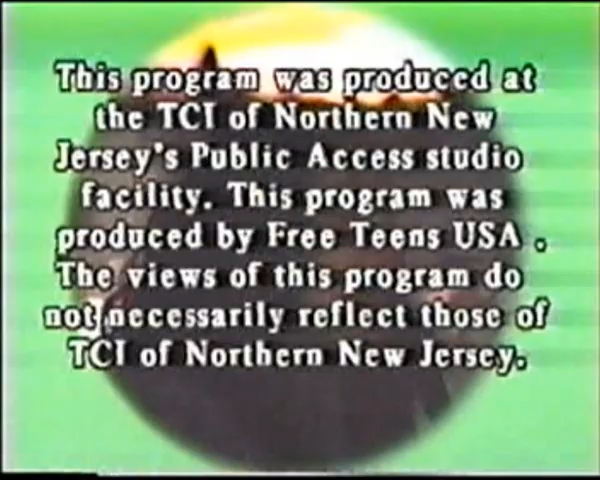 This program was produced at
the TCI of Northern New
Jersey's Public Access studio
facility. This program was
produced by Free Teens USA .
The views of this program do
not necessarily reflect those of
TCI of Northern New Jersey.